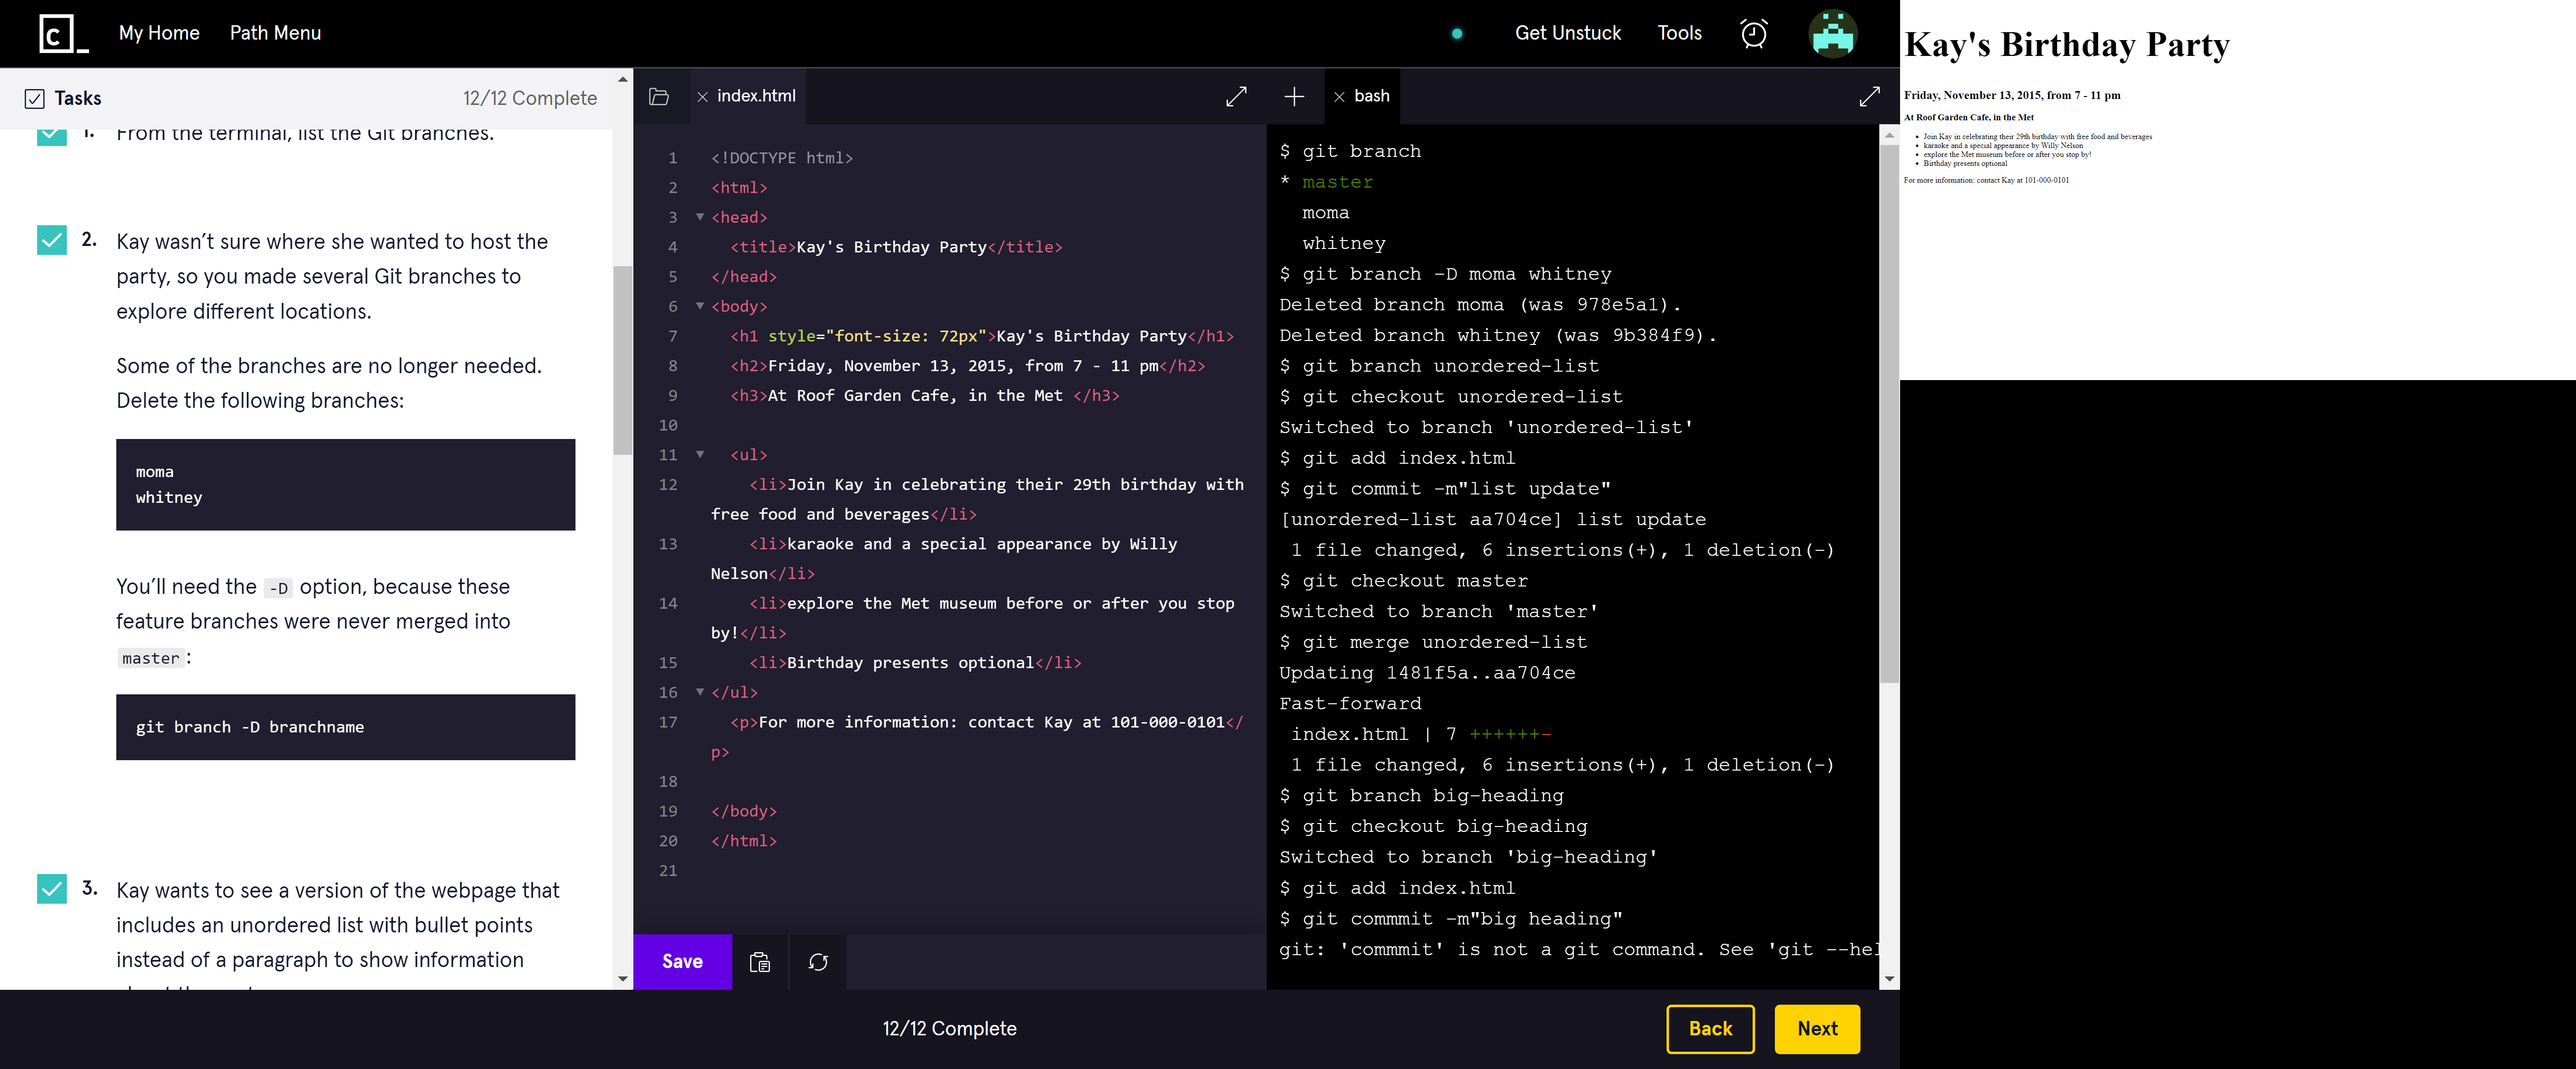 C
My Home
Path Menu
Get Unstuck
Tools
Tasks
12/12 Complete
1. From the terminal, list the Git branches.
2. Kay wasn’t sure where she wanted to host the
party, so you made several Git branches to
explore different locations.
Some of the branches are no longer needed.
Delete the following branches:
moma
whitney
You’ll need the -D option, because these
feature branches were never merged into
master :
git branch -D branchname
3. Kay wants to see a version of the webpage that
includes an unordered list with bullet points
instead of a paragraph to show information
index.html
1 <!DOCTYPE html>
2 <html>
3 <head>
4 <title>Kay's Birthday Party</title>
5 </head>
6 <body>
7 <h1 style="font-size: 72px">Kay's Birthday Party</h1>
8 <h2>Friday, November 13, 2015, from 7 - 11 pm</h2>
9 <h3>At Roof Garden Cafe, in the Met </h3>
10
11 <ul>
12 <li>Join Kay in celebrating their 29th birthday with
free food and beverages</li>
13 <li>karaoke and a special appearance by Willy
Nelson</li>
14 <li>explore the Met museum before or after you stop
by!</li>
15 <li>Birthday presents optional</li>
16 </ul>
17 <p>For more information: contact Kay at 101-000-0101</
p>
18
19 </body>
20 </html>
21
Save
bash
$ git branch
* master
moma
whitney
$ git branch -D moma whitney
Deleted branch moma (was 978e5a1).
Deleted branch whitney (was 9b384f9).
$ git branch unordered-list
$ git checkout unordered-list
Switched to branch 'unordered-list'
$ git add index.html
$ git commit -m"list update"
[unordered-list aa704ce] list update
1 file changed, 6 insertions(+), 1 deletion(-)
$ git checkout master
Switched to branch 'master'
$ git merge unordered-list
Updating 1481f5a..aa704ce
Fast-forward
index.html | 7 ++++++-
1 file changed, 6 insertions(+), 1 deletion(-)
$ git branch big-heading
$ git checkout big-heading
Switched to branch 'big-heading'
$ git add index.html
$ git commmit -m"big heading"
git: 'commmit' is not a git command. See 'git --hel
12/12 Complete
Back
Next
Kay's Birthday Party
Friday, November 13, 2015, from 7 - 11 pm
At Roof Garden Cafe, in the Met
• Join Kay in celebrating their 29th birthday with free food and beverages
• karaoke and a special appearance by Willy Nelson
• explore the Met museum before or after you stop by!
• Birthday presents optional
For more information: contact Kay at 101-000-0101